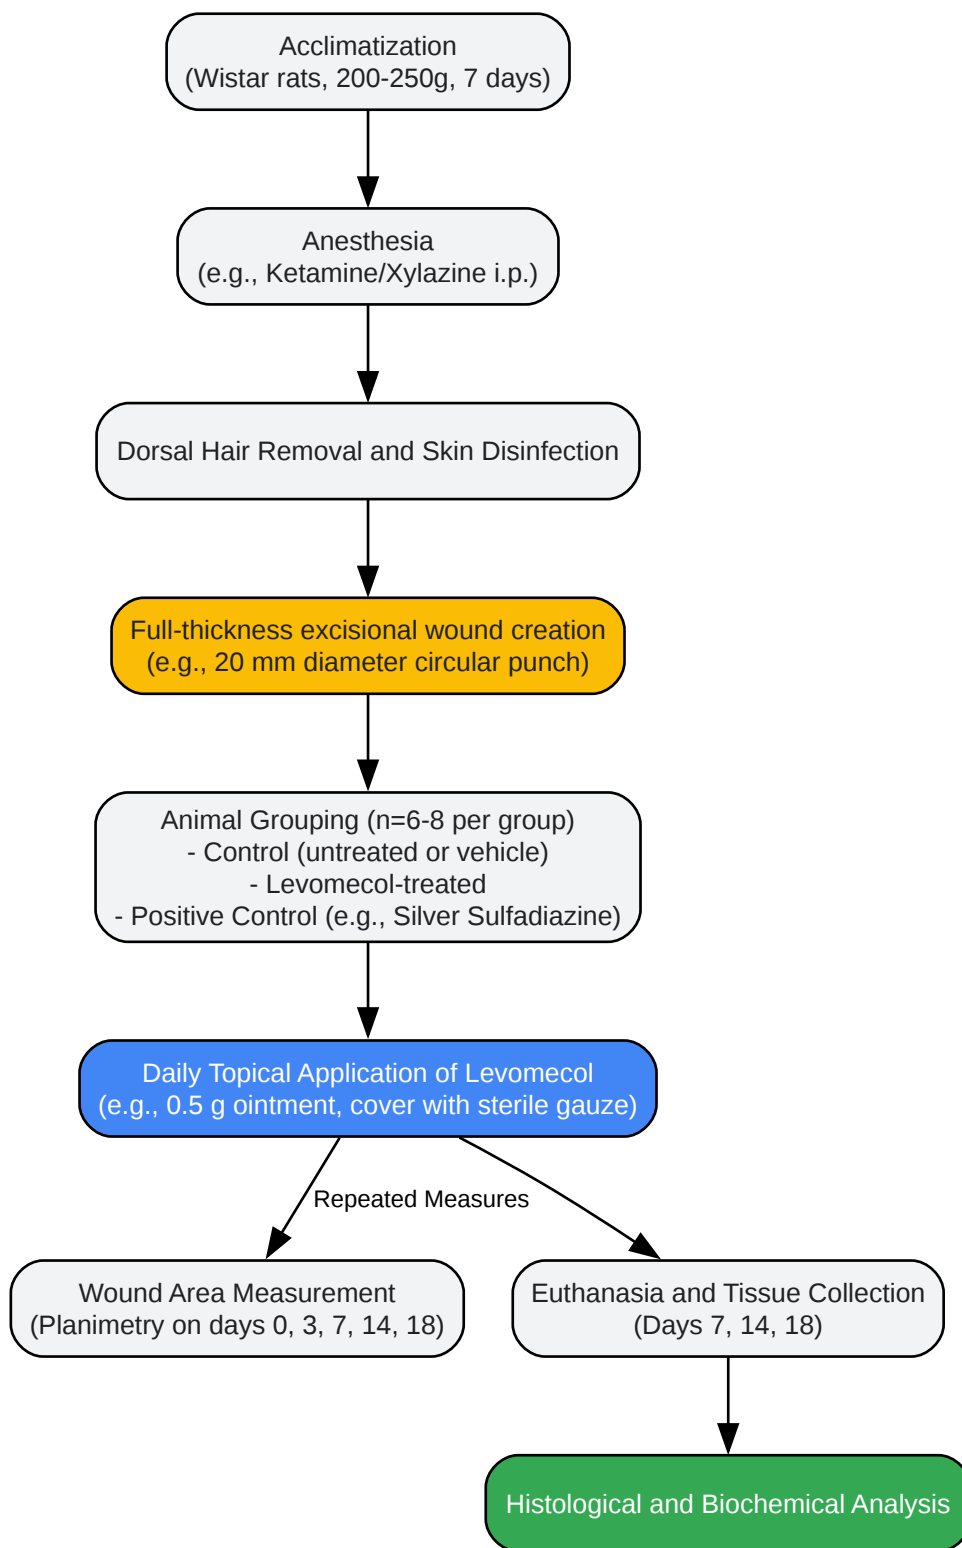 Acclimatization
(Wistar rats, 200-250g, 7 days)
Anesthesia
(e.g., Ketamine/Xylazine i.p.)
Dorsal Hair Removal and Skin Disinfection
Full-thickness excisional wound creation
(e.g., 20 mm diameter circular punch)
Animal Grouping (n=6-8 per group)
- Control (untreated or vehicle)
- Levomecol-treated
- Positive Control (e.g., Silver Sulfadiazine)
Daily Topical Application of Levomecol
(e.g., 0.5 g ointment, cover with sterile gauze)
Repeated Measures
Wound Area Measurement
(Planimetry on days 0, 3, 7, 14, 18)
Euthanasia and Tissue Collection
(Days 7, 14, 18)
Histological and Biochemical Analysis